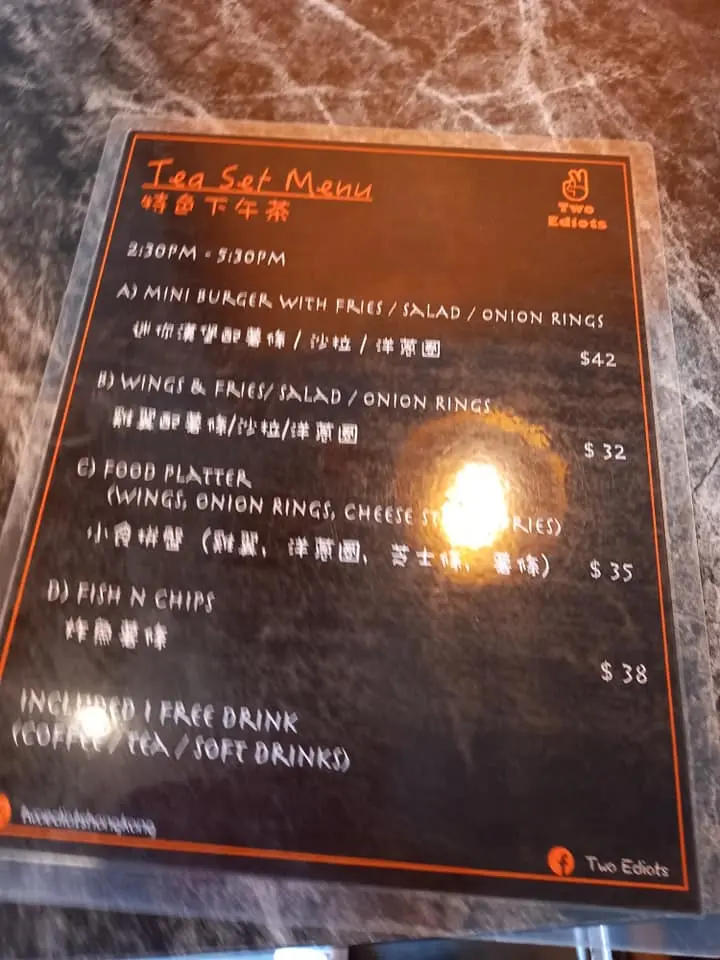 Tea Set Menu
特色下午茶
Two
Ediots
2:30PM - 5:30PM
A) MINI BURGER WITH FRIES / SALAD / ONION RINGS
迷你漢堡配薯條 / 沙拉 / 洋蔥圈
$42
B) WINGS & FRIES/ SALAD / ONION RINGS
雞翼配薯條/沙拉/洋蔥圈
$ 32
C) FOOD PLATTER
(WINGS, ONION RINGS, CHEESE FRIES)
小食拼盤 (雞翼, 洋蔥圈, 芝士條, 薯條)
$ 35
D) FISH N CHIPS
炸魚薯條
$ 38
INCLUDED 1 FREE DRINK
(COFFEE / TEA / SOFT DRINKS)
twoediotshongkong
Two Ediots